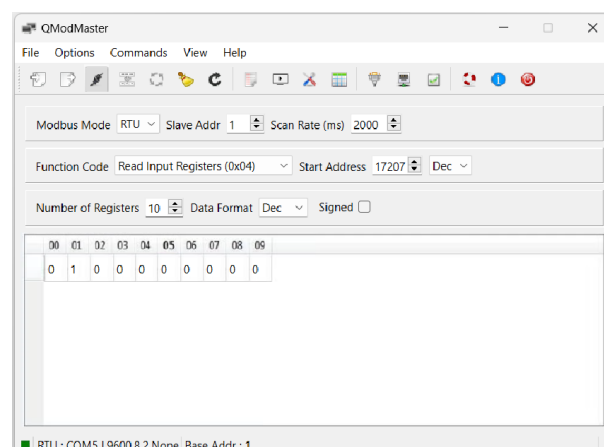 QModMaster
File Options Commands View Help
Modbus Mode RTU Slave Addr 1 Scan Rate (ms) 2000
Function Code Read Input Registers (0x04) Start Address 17207 Dec
Number of Registers 10 Data Format Dec Signed
00 01 02 03 04 05 06 07 08 09
0 1 0 0 0 0 0 0 0 0
RTU : COM5 | 9600,8,2,None Base Addr : 1